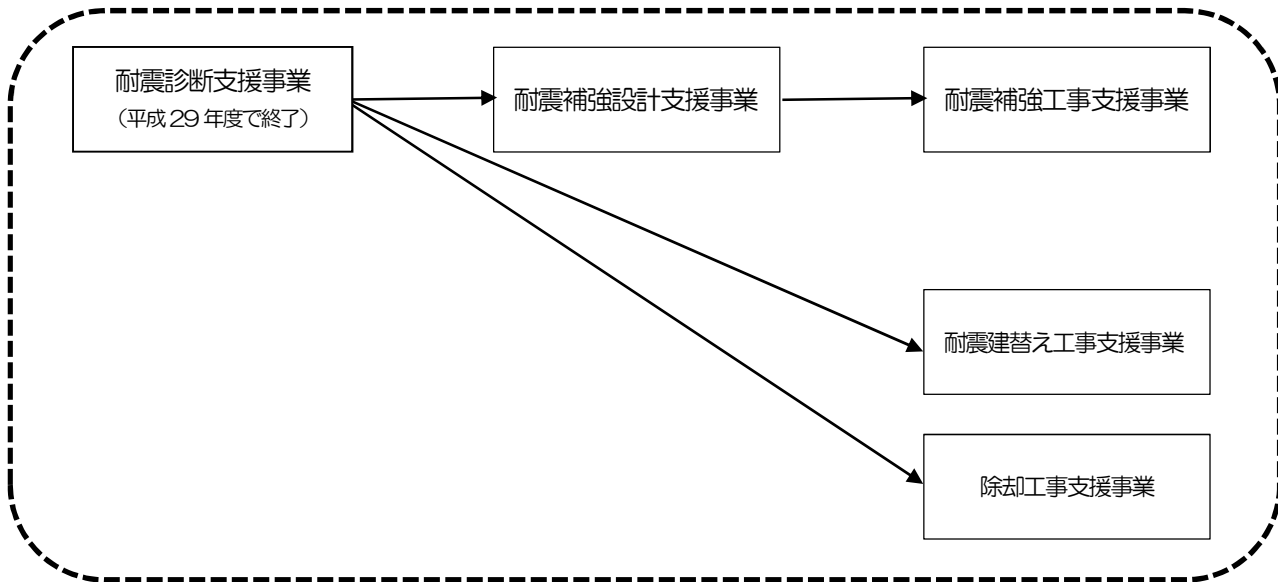 耐震診断支援事業
（平成 29 年度で終了）
耐震補強設計支援事業
耐震補強工事支援事業
耐震建替え工事支援事業
除却工事支援事業